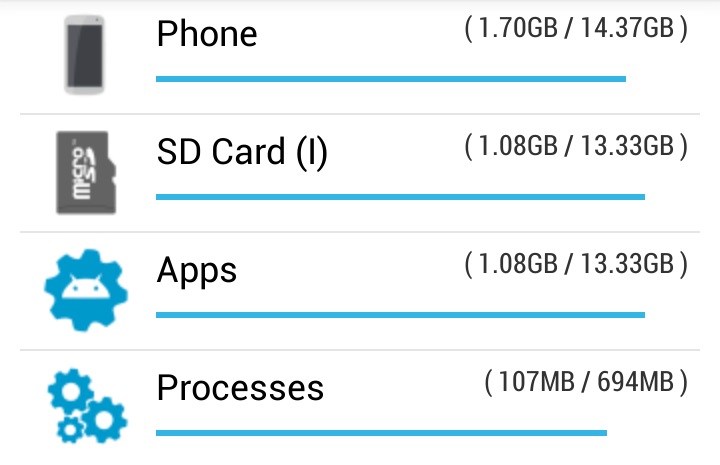 Phone
( 1.70GB / 14.37GB )
SD Card (I)
( 1.08GB / 13.33GB )
micro
SD
Apps
( 1.08GB / 13.33GB )
Processes
( 107MB / 694MB )